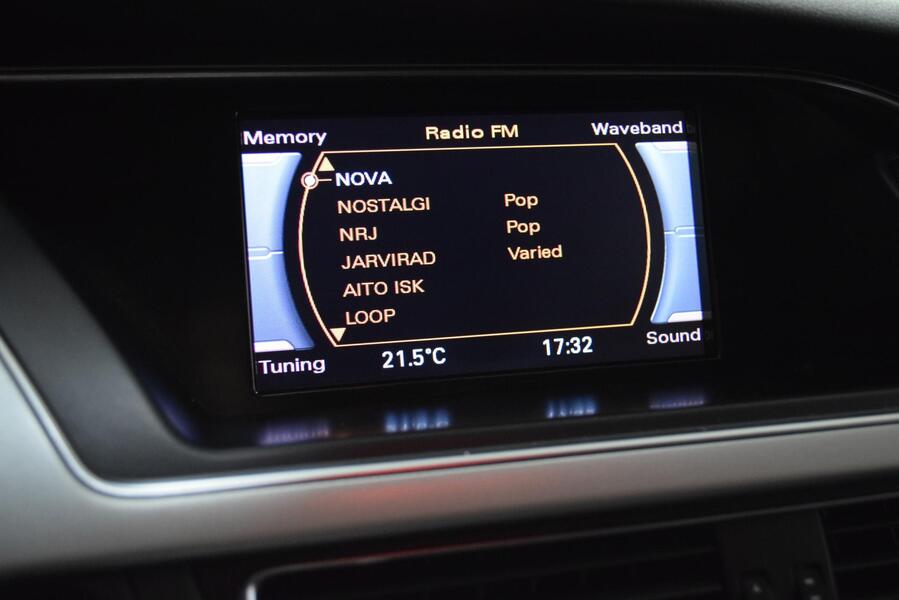 Memory Radio FM Waveband
NOVA
NOSTALGI Pop
NRJ Pop
JARVIRAD Varied
AITO ISK
LOOP
Tuning 21.5°C 17:32 Sound